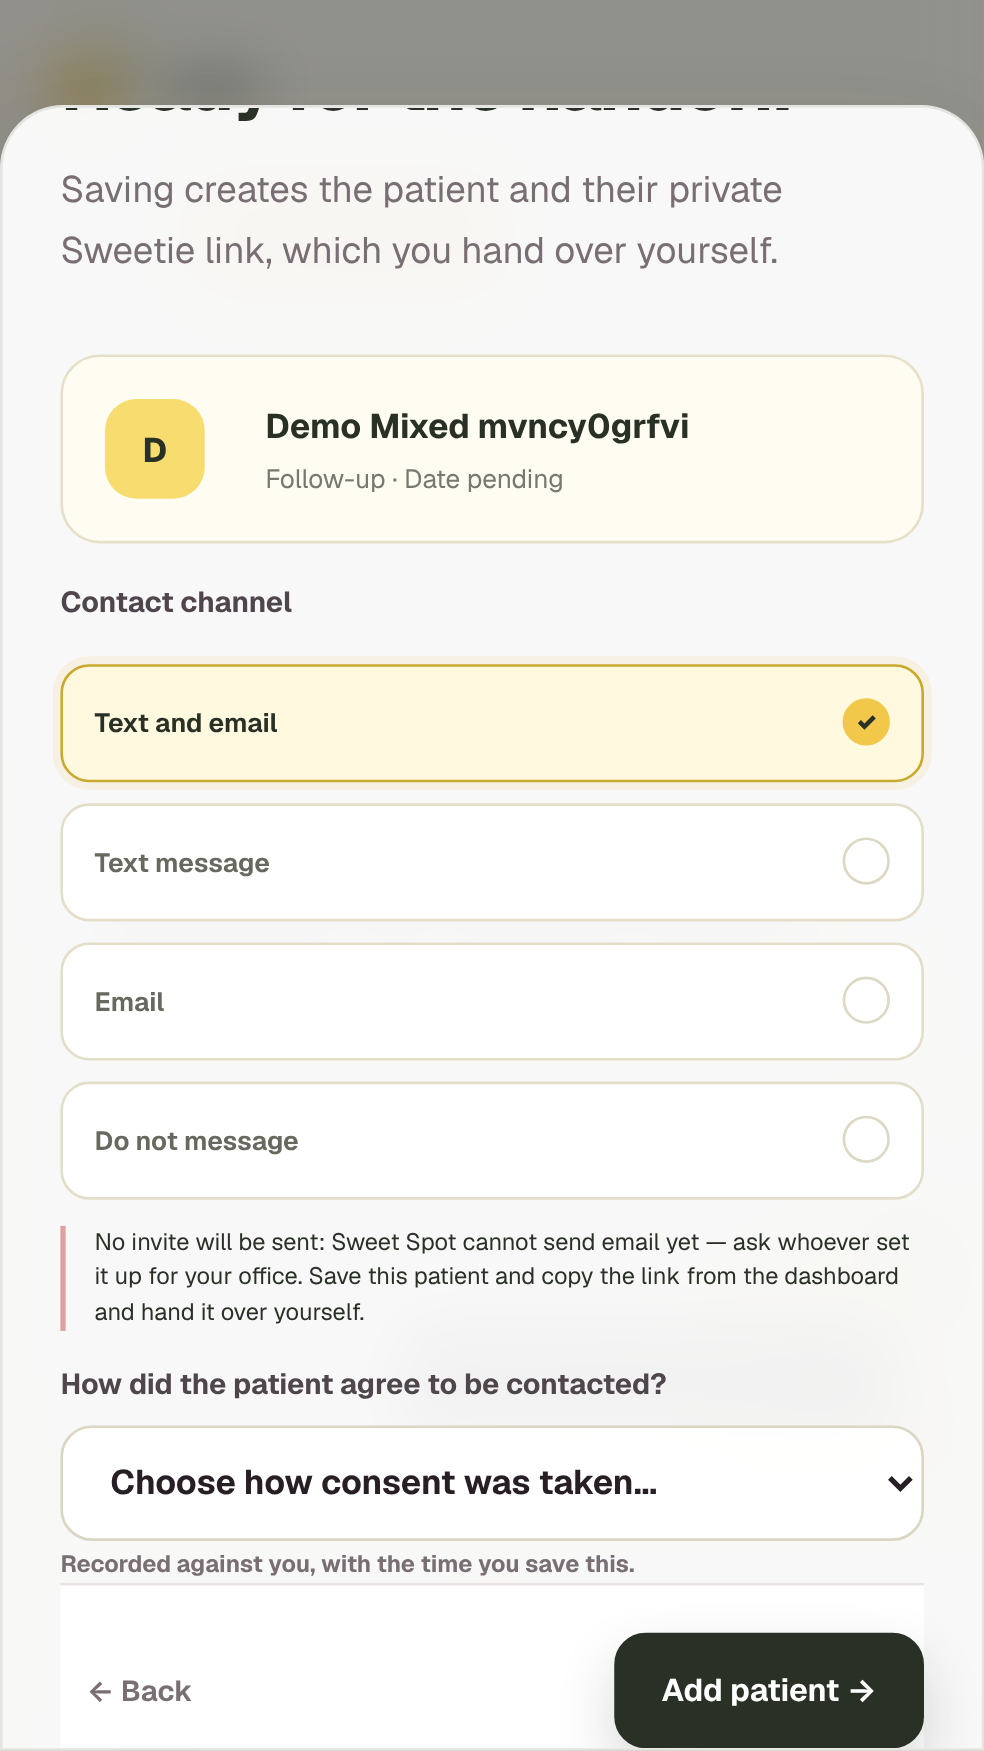 Ready for the handoff.
Saving creates the patient and their private
Sweetie link, which you hand over yourself.
D
Demo Mixed mvncy0grfvi
Follow-up · Date pending
Contact channel
Text and email
Text message
Email
Do not message
No invite will be sent: Sweet Spot cannot send email yet — ask whoever set
it up for your office. Save this patient and copy the link from the dashboard
and hand it over yourself.
How did the patient agree to be contacted?
Choose how consent was taken...
Recorded against you, with the time you save this.
← Back
Add patient →